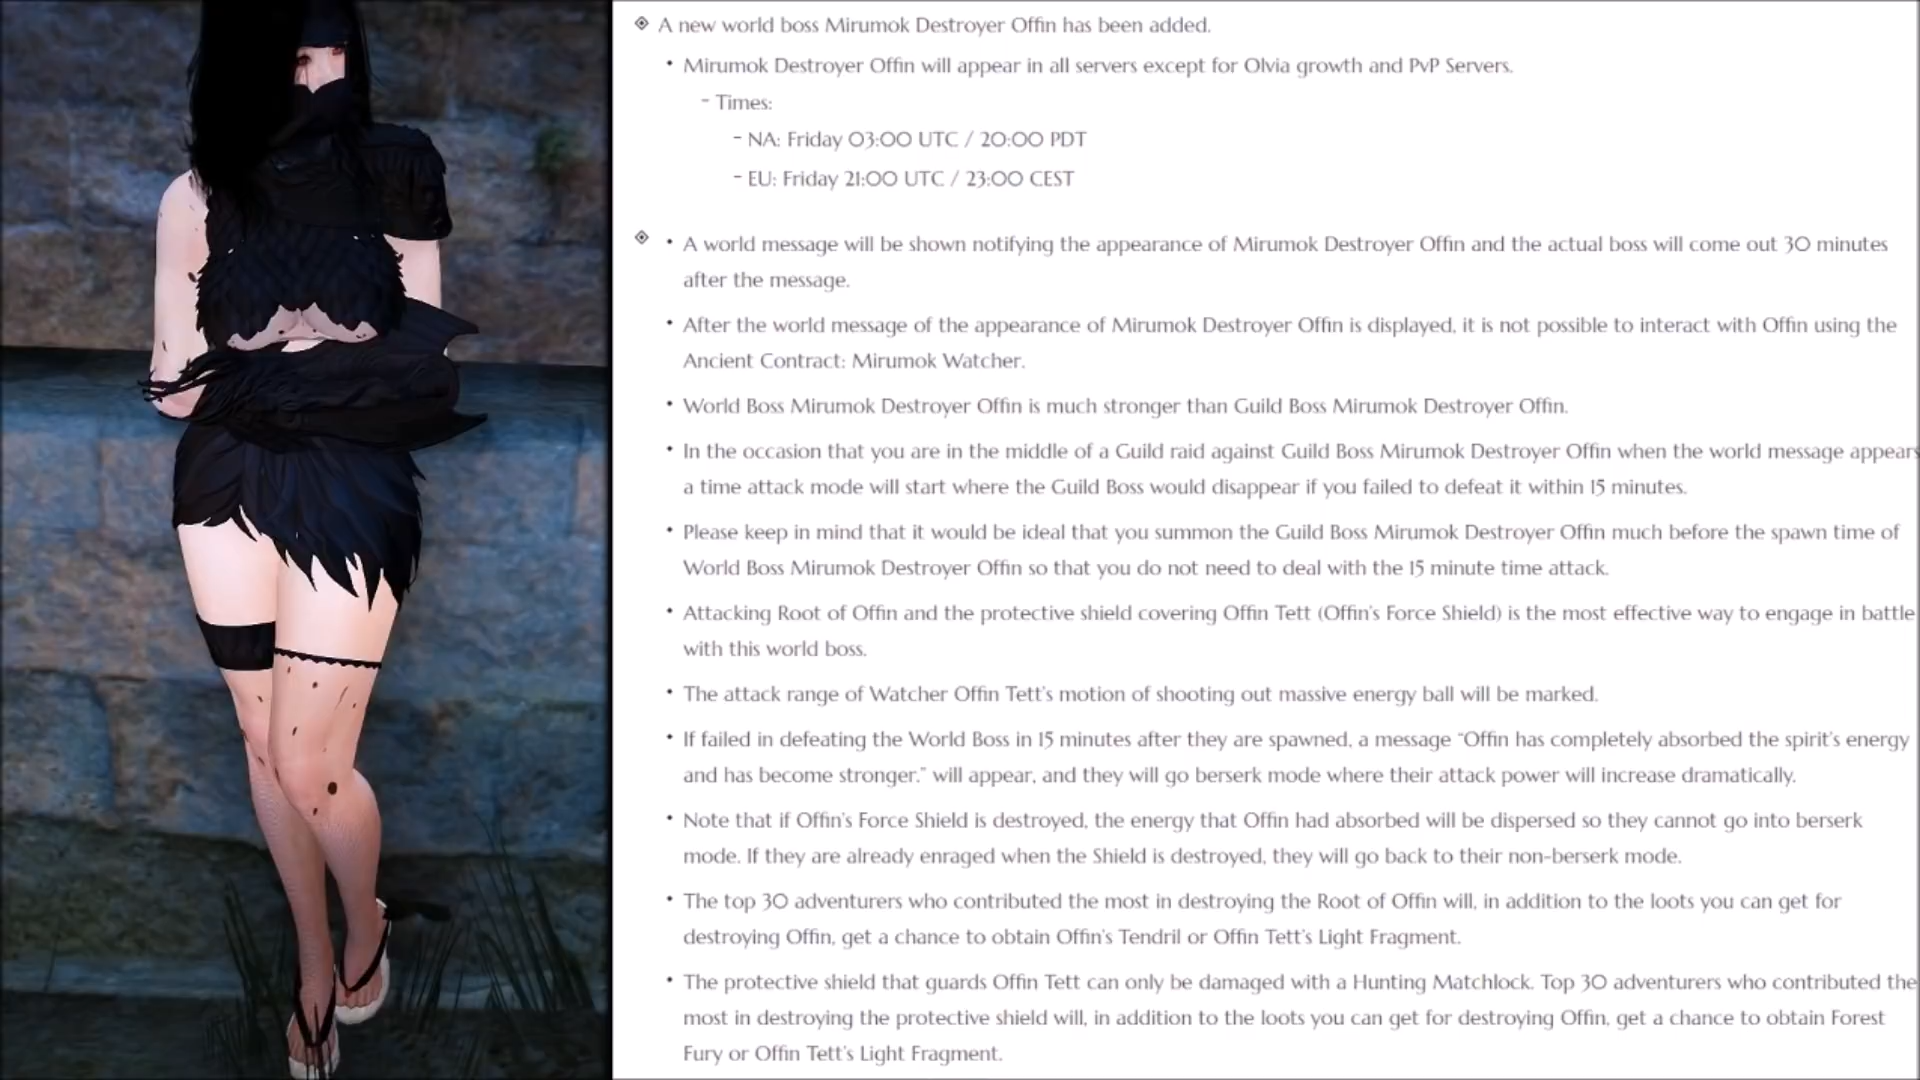 A new world boss Mirumok Destroyer Offin has been added.
• Mirumok Destroyer Offin will appear in all servers except for Olvia growth and PvP Servers.
- Times:
- NA: Friday 03:00 UTC / 20:00 PDT
- EU: Friday 21:00 UTC / 23:00 CEST
• A world message will be shown notifying the appearance of Mirumok Destroyer Offin and the actual boss will come out 30 minutes
after the message.
• After the world message of the appearance of Mirumok Destroyer Offin is displayed, it is not possible to interact with Offin using the
Ancient Contract: Mirumok Watcher.
• World Boss Mirumok Destroyer Offin is much stronger than Guild Boss Mirumok Destroyer Offin.
• In the occasion that you are in the middle of a Guild raid against Guild Boss Mirumok Destroyer Offin when the world message appears
a time attack mode will start where the Guild Boss would disappear if you failed to defeat it within 15 minutes.
• Please keep in mind that it would be ideal that you summon the Guild Boss Mirumok Destroyer Offin much before the spawn time of
World Boss Mirumok Destroyer Offin so that you do not need to deal with the 15 minute time attack.
• Attacking Root of Offin and the protective shield covering Offin Tett (Offin's Force Shield) is the most effective way to engage in battle
with this world boss.
• The attack range of Watcher Offin Tett's motion of shooting out massive energy ball will be marked.
• If failed in defeating the World Boss in 15 minutes after they are spawned, a message “Offin has completely absorbed the spirit's energy
and has become stronger.” will appear, and they will go berserk mode where their attack power will increase dramatically.
• Note that if Offin's Force Shield is destroyed, the energy that Offin had absorbed will be dispersed so they cannot go into berserk
mode. If they are already enraged when the Shield is destroyed, they will go back to their non-berserk mode.
• The top 30 adventurers who contributed the most in destroying the Root of Offin will, in addition to the loots you can get for
destroying Offin, get a chance to obtain Offin's Tendril or Offin Tett's Light Fragment.
• The protective shield that guards Offin Tett can only be damaged with a Hunting Matchlock. Top 30 adventurers who contributed the
most in destroying the protective shield will, in addition to the loots you can get for destroying Offin, get a chance to obtain Forest
Fury or Offin Tett's Light Fragment.